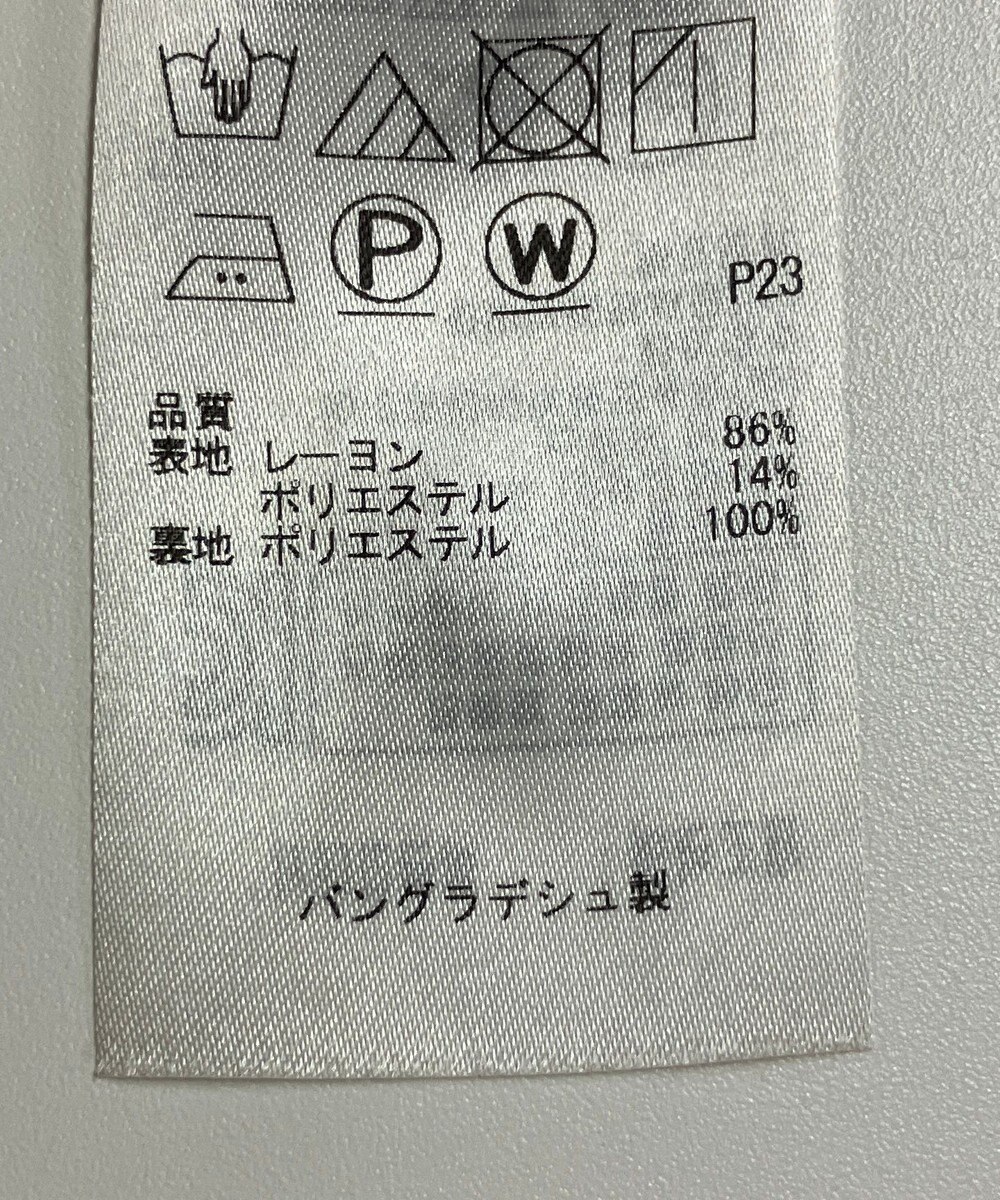 P
W
P23
品質
表地 レーヨン 86%
ポリエステル 14%
裏地 ポリエステル 100%
バングラデシュ製